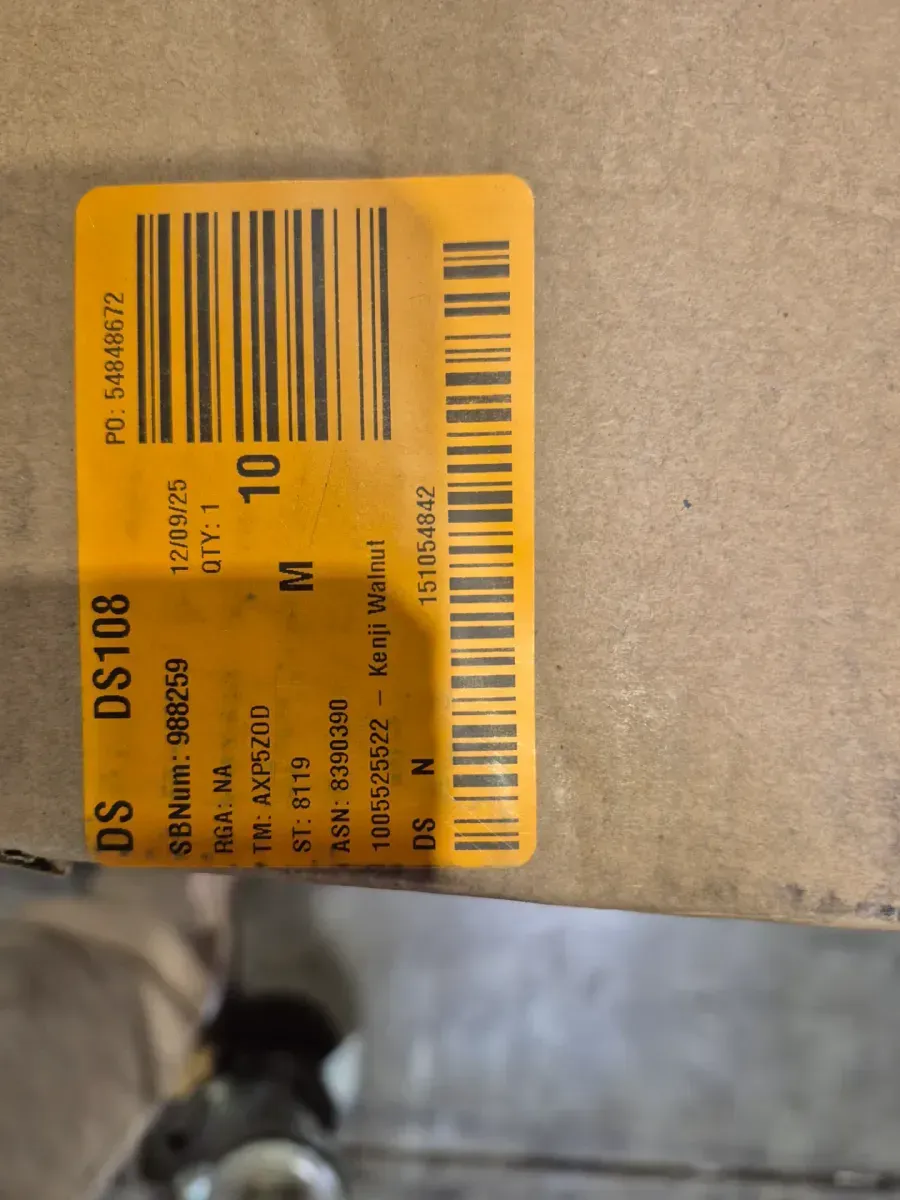 DS DS108 PO: 54848672
SBNum: 988259 12/09/25
RGA: NA QTY: 1
TM: AXP5ZOD 10
ST: 8119 M
ASN: 8390390
1005525522 – Kenji Walnut
DS N 151054842